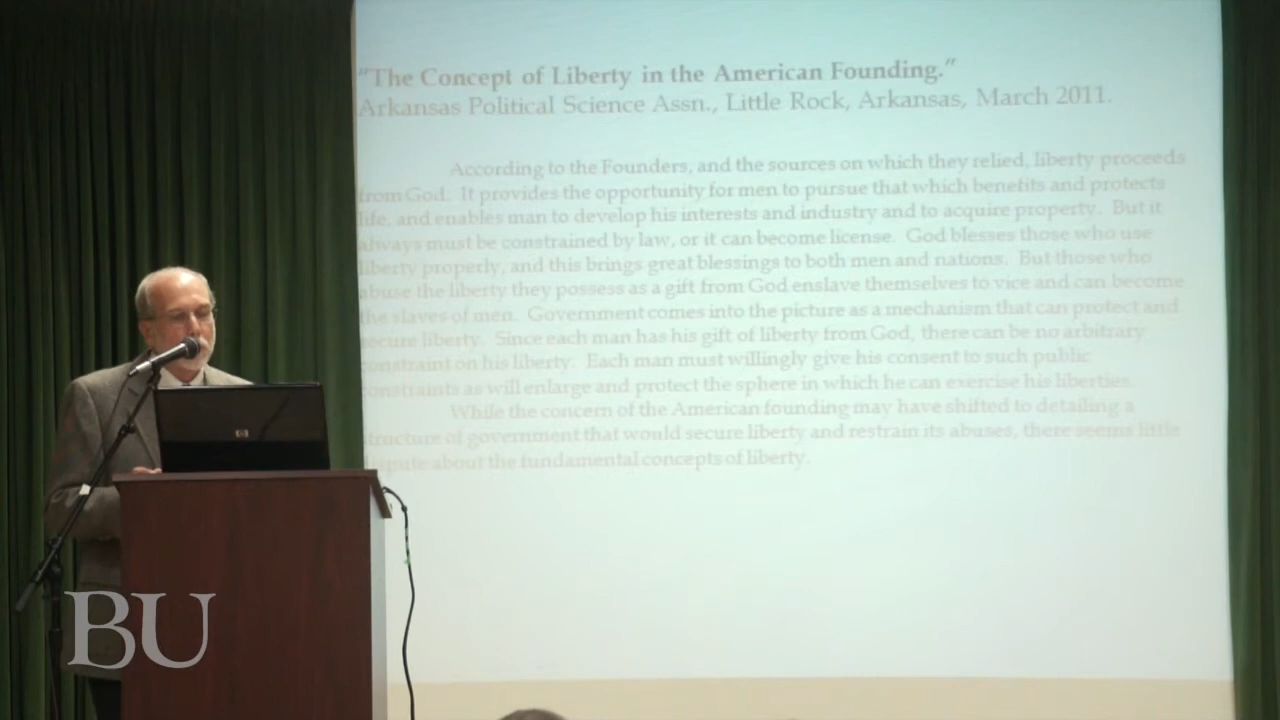 "The Concept of Liberty in the American Founding."
Arkansas Political Science Assn., Little Rock, Arkansas, March 2011.
According to the Founders, and the sources on which they relied, liberty proceeds
from God. It provides the opportunity for men to pursue that which benefits and protects
life, and enables man to develop his interests and industry and to acquire property. But it
always must be constrained by law, or it can become license. God blesses those who use
liberty properly, and this brings great blessings to both men and nations. But those who
abuse the liberty they possess as a gift from God enslave themselves to vice and can become
the slaves of men. Government comes into the picture as a mechanism that can protect and
secure liberty. Since each man has his gift of liberty from God, there can be no arbitrary
constraint on his liberty. Each man must willingly give his consent to such public
constraints as will enlarge and protect the sphere in which he can exercise his liberties.
While the concern of the American founding may have shifted to detailing a
structure of government that would secure liberty and restrain its abuses, there seems little
dispute about the fundamental concepts of liberty.
hp
BU